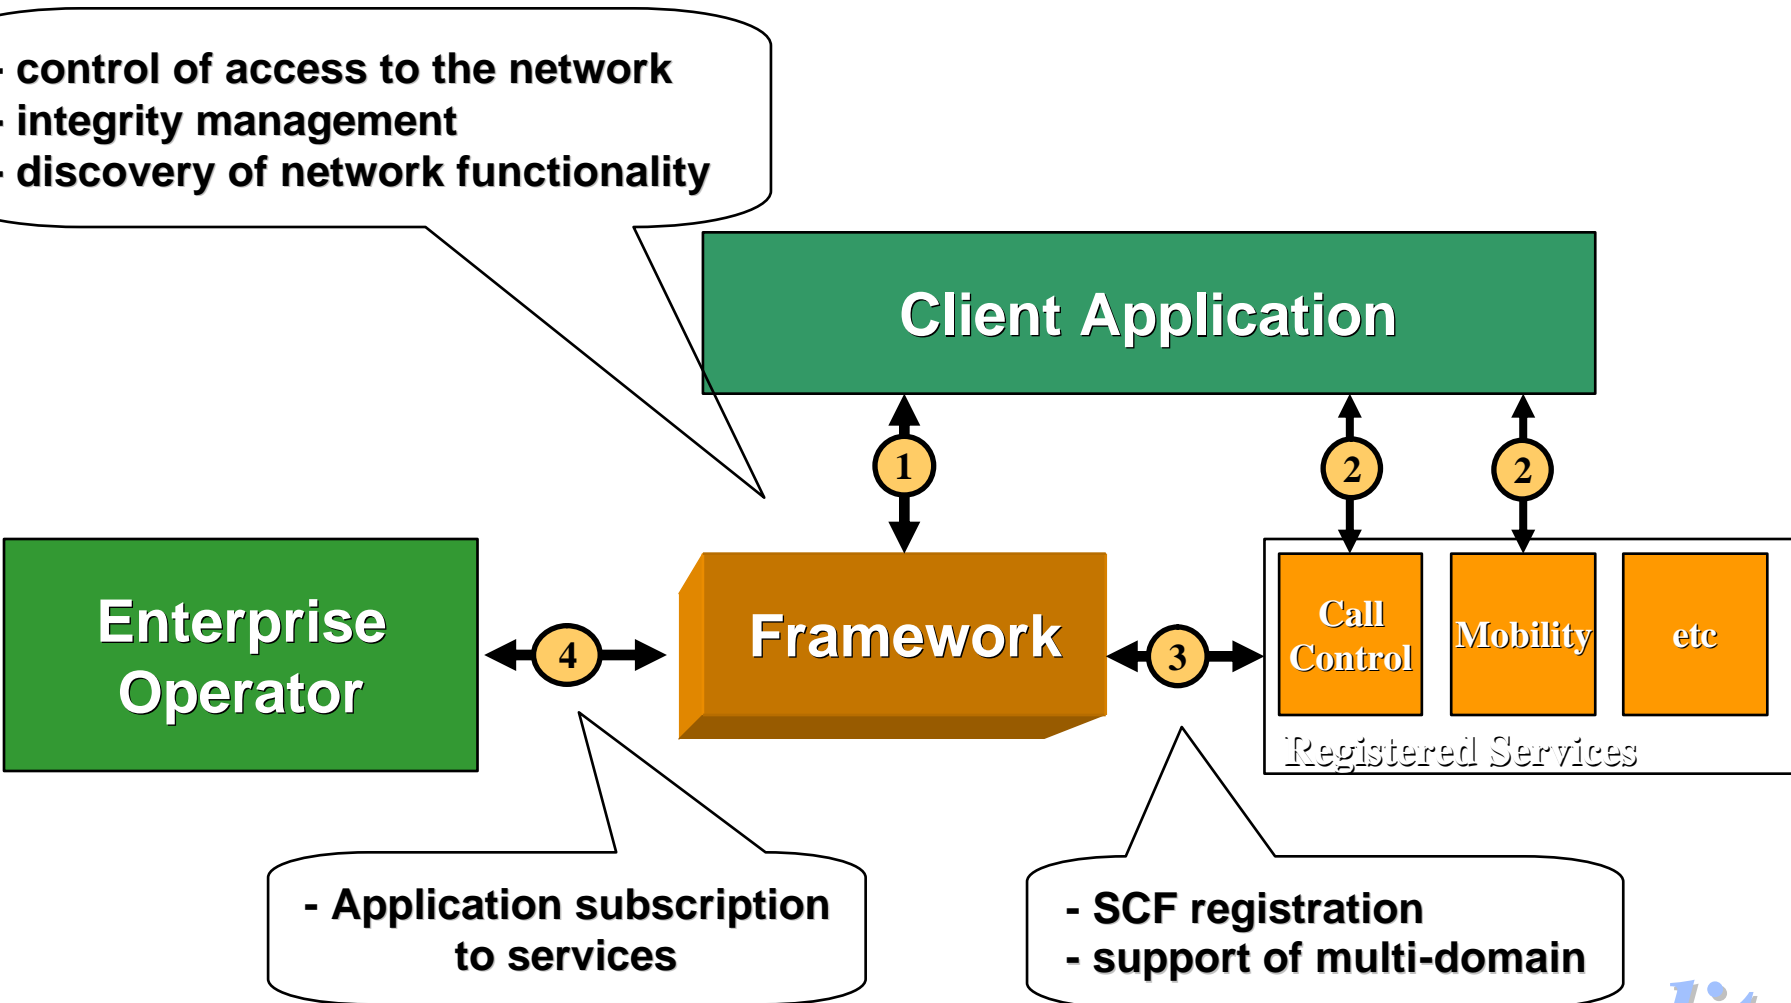 - control of access to the network
- integrity management
- discovery of network functionality
Client Application
1
2
2
Enterprise
Operator
4
Framework
3
Call
Control
Mobility
etc
Registered Services
- Application subscription
to services
- SCF registration
- support of multi-domain